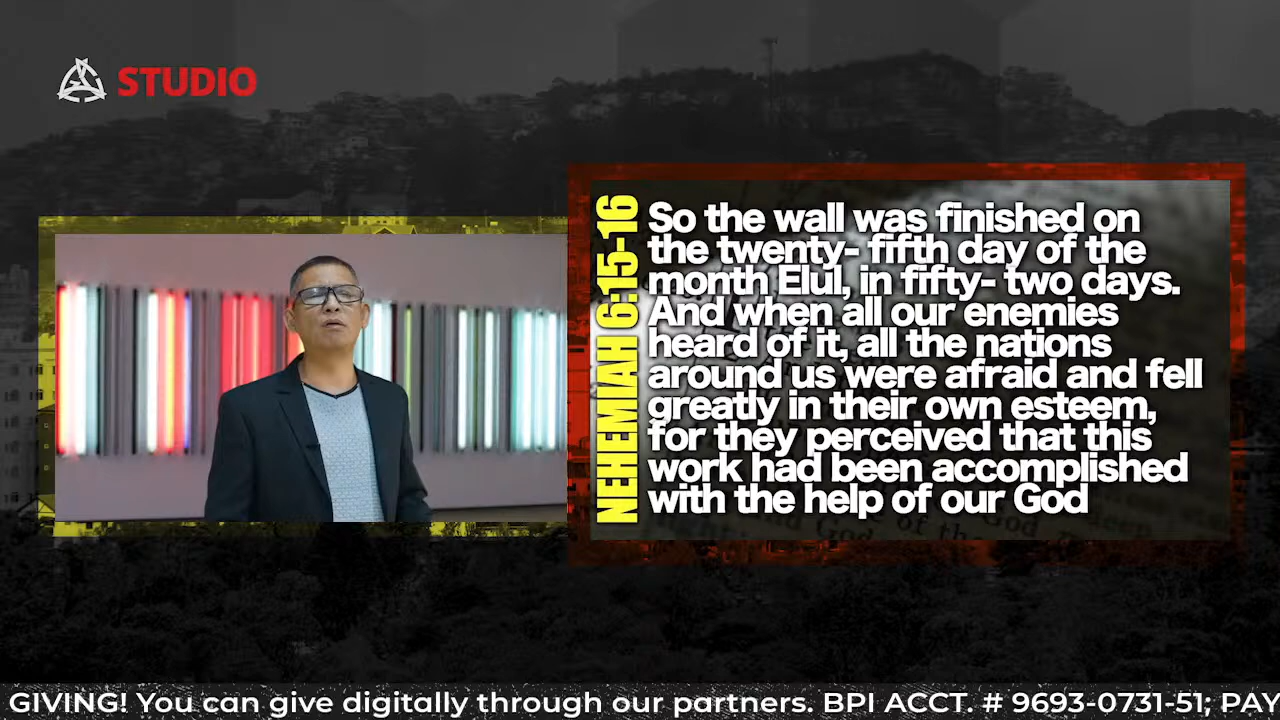 STUDIO
NEHEMIAH 6:15-16
So the wall was finished on
the twenty- fifth day of the
month Elul, in fifty- two days.
And when all our enemies
heard of it, all the nations
around us were afraid and fell
greatly in their own esteem,
for they perceived that this
work had been accomplished
with the help of our God
GIVING! You can give digitally through our partners. BPI ACCT. # 9693-0731-51; PAY